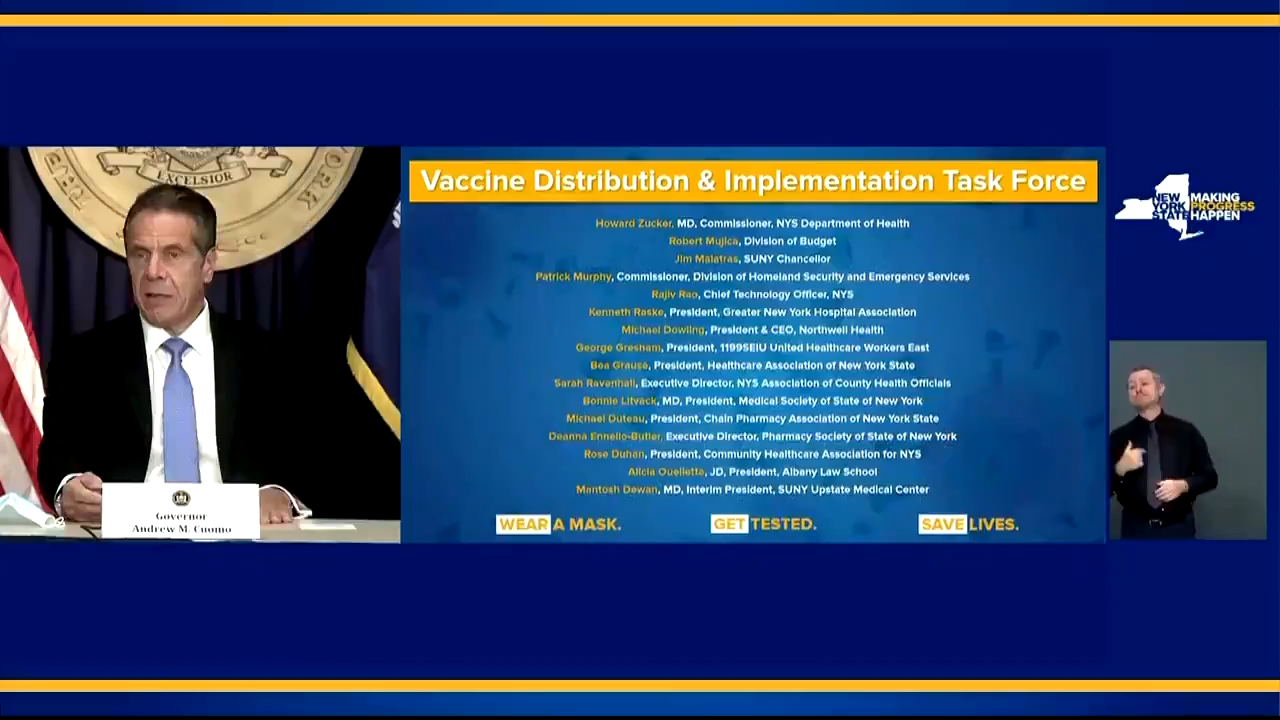 EXCELSIOR
Governor
Andrew M. Cuomo
Vaccine Distribution & Implementation Task Force
Howard Zucker, MD, Commissioner, NYS Department of Health
Robert Mujica, Division of Budget
Jim Malatras, SUNY Chancellor
Patrick Murphy, Commissioner, Division of Homeland Security and Emergency Services
Rajiv Rao, Chief Technology Officer, NYS
Kenneth Raske, President, Greater New York Hospital Association
Michael Dowling, President & CEO, Northwell Health
George Gresham, President, 1199SEIU United Healthcare Workers East
Bea Grause, President, Healthcare Association of New York State
Sarah Ravenhall, Executive Director, NYS Association of County Health Officials
Bonnie Litvack, MD, President, Medical Society of State of New York
Michael Duteau, President, Chain Pharmacy Association of New York State
Deanna Ennello-Butler, Executive Director, Pharmacy Society of State of New York
Rose Duhan, President, Community Healthcare Association for NYS
Alicia Ouellette, JD, President, Albany Law School
Mantosh Dewan, MD, Interim President, SUNY Upstate Medical Center
WEAR A MASK. GET TESTED. SAVE LIVES.
NEW YORK STATE
MAKING
PROGRESS
HAPPEN